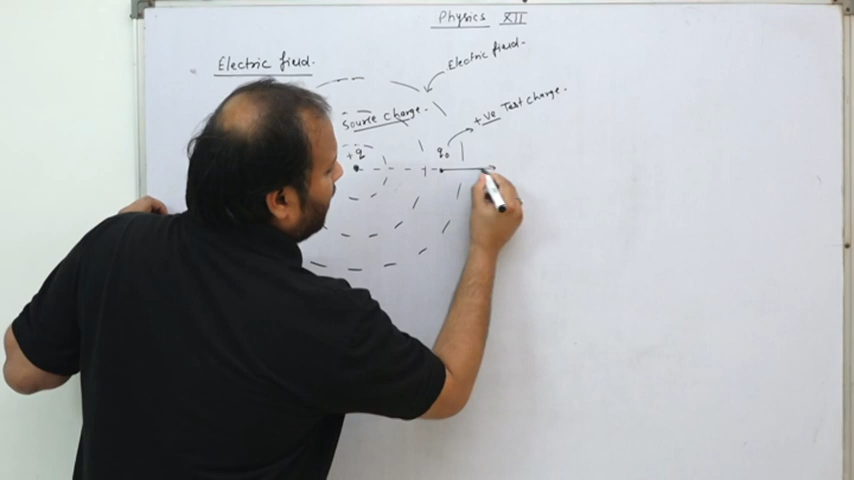 Physics XII
Electric field.
Electric field.
Source charge.
+ve Test charge.
+q
q₀